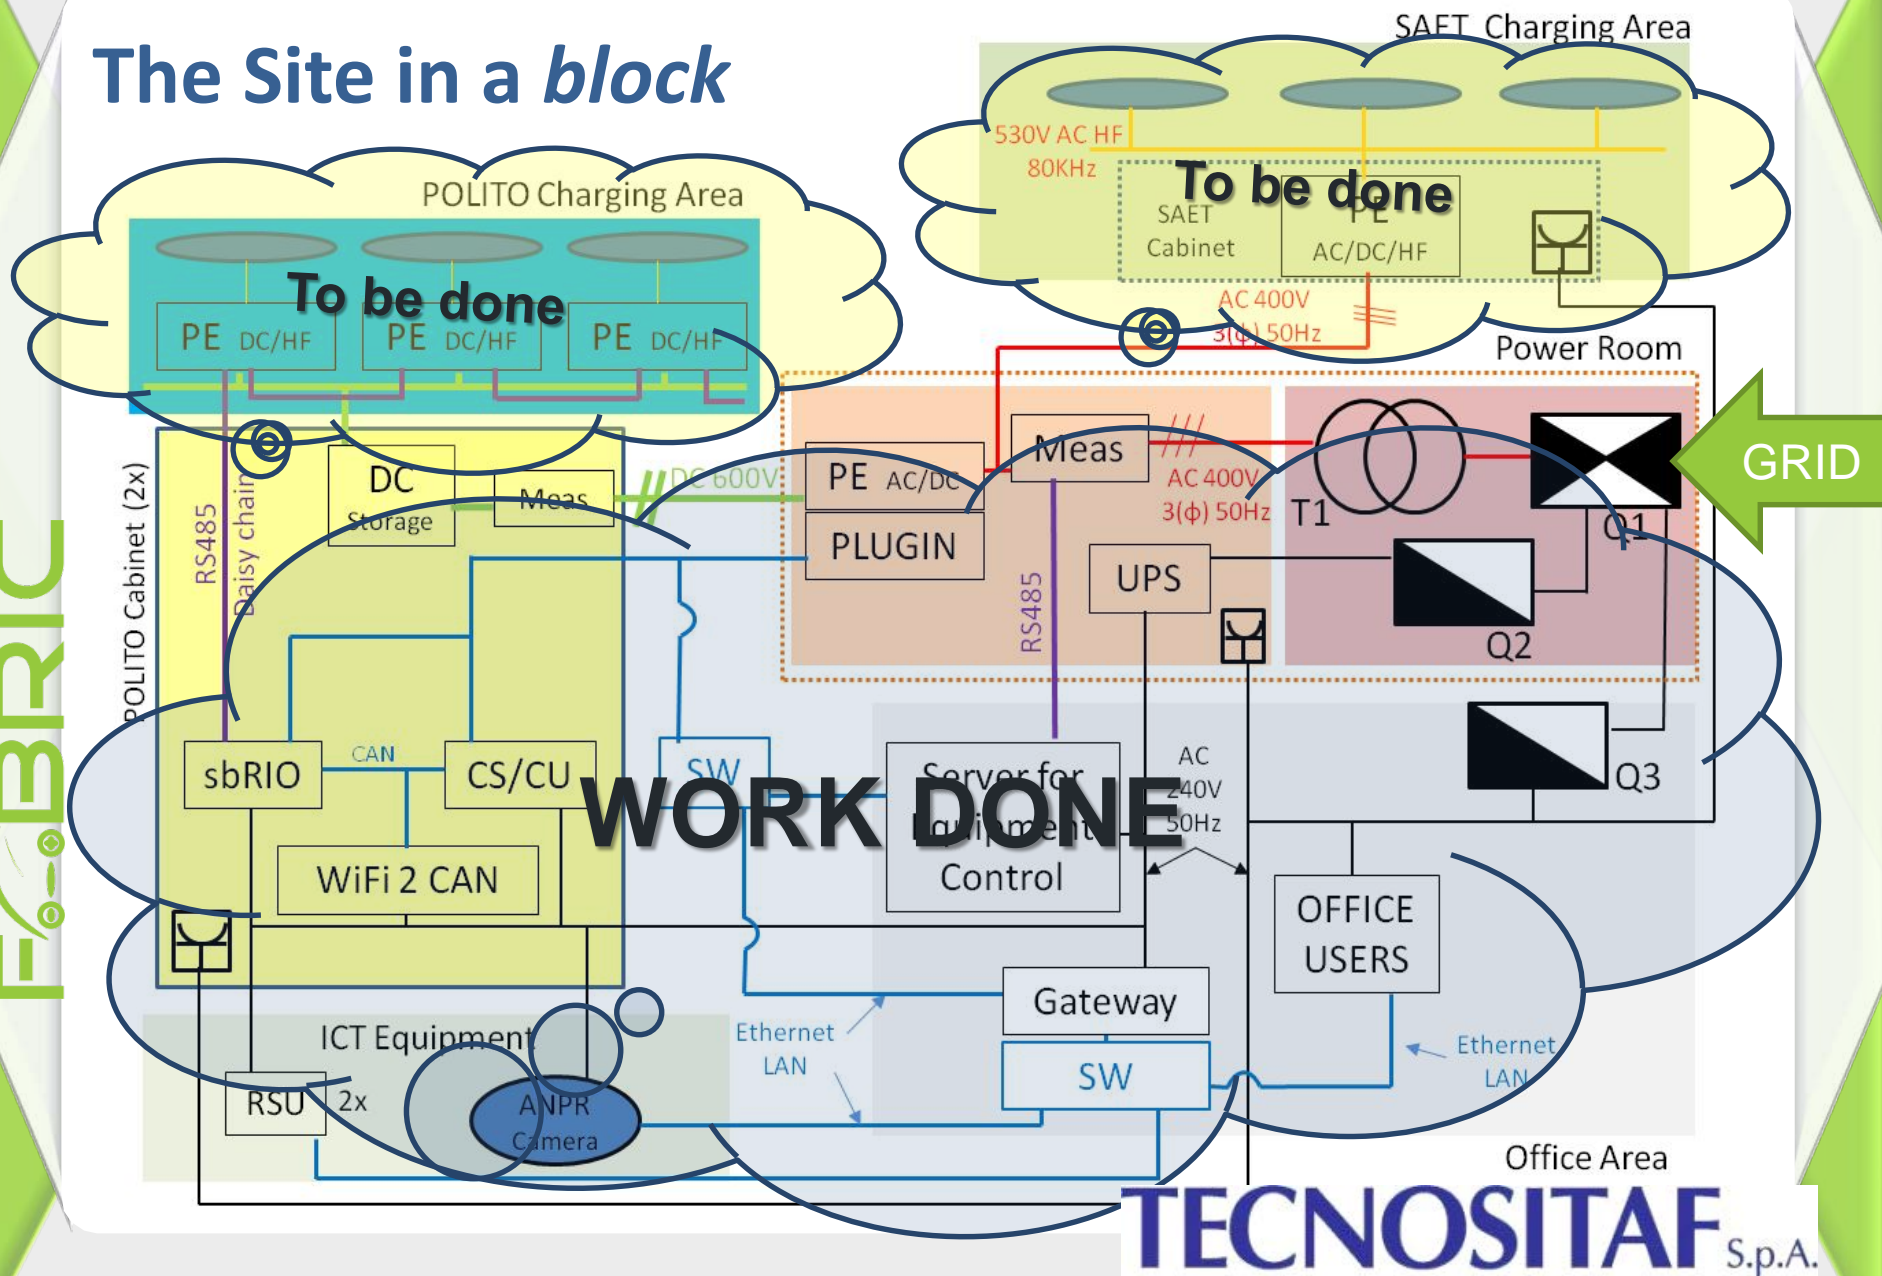 The Site in a block
SAET Charging Area
530V AC HF
80KHz
To be done
SAET
Cabinet
PE
AC/DC/HF
AC 400V
3(ф) 50Hz
POLITO Charging Area
To be done
PE DC/HF
PE DC/HF
PE DC/HF
Power Room
GRID
POLITO Cabinet (2x)
RS485
Daisy chain
DC
Storage
Meas
DC 600V
PE AC/DC
PLUGIN
Meas
AC 400V
3(ф) 50Hz
T1
Q1
UPS
RS485
Q2
sbRIO
CAN
CS/CU
SW
WORK DONE
Server for
Equipment
Control
AC
240V
50Hz
Q3
WiFi 2 CAN
OFFICE
USERS
Gateway
ICT Equipment
Ethernet
LAN
SW
Ethernet
LAN
RSU 2x
ANPR
Camera
Office Area
FABRIC
TECNOSITAF S.p.A.